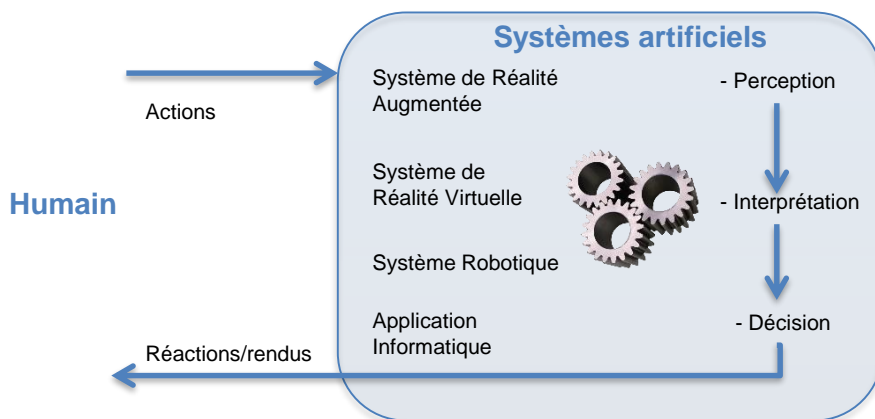 Systèmes artificiels
Actions
Humain
Réactions/rendus
Système de Réalité
Augmentée
Système de
Réalité Virtuelle
Système Robotique
Application
Informatique
- Perception
- Interprétation
- Décision